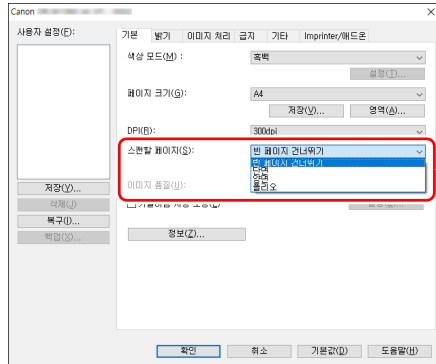 Canon
사용자 설정(F):
기본 밝기 이미지 처리 급지 기타 Imprinter/애드온
색상 모드(M) : 흑백
설정(T)...
페이지 크기(G): A4
저장(V)... 영역(A)...
DPI(R): 300dpi
스캔할 페이지(S): 빈 페이지 건너뛰기
빈 페이지 건너뛰기
단면
양면
폴리오
이미지 품질(U):
저장(Y)...
삭제(J)
복구(I)...
백업(X)...
정보(Z)...
확인 취소 기본값(D) 도움말(H)